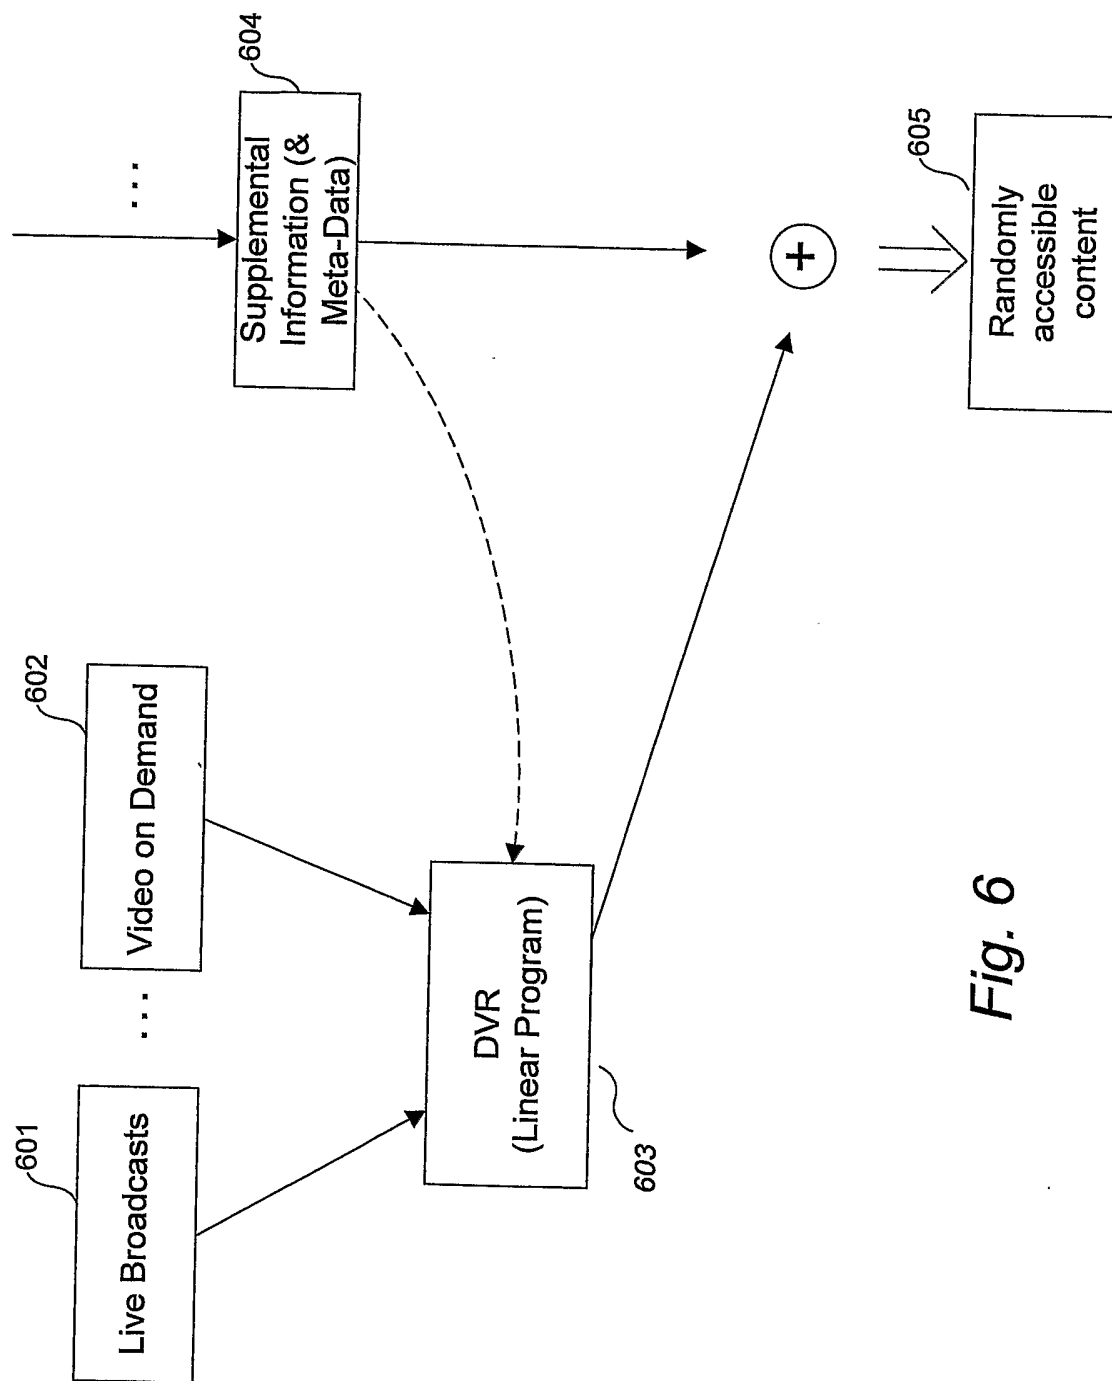 601
Live Broadcasts
...
602
Video on Demand
603
DVR
(Linear Program)
...
604
Supplemental
Information (&
Meta-Data)
+
605
Randomly
accessible
content
Fig. 6